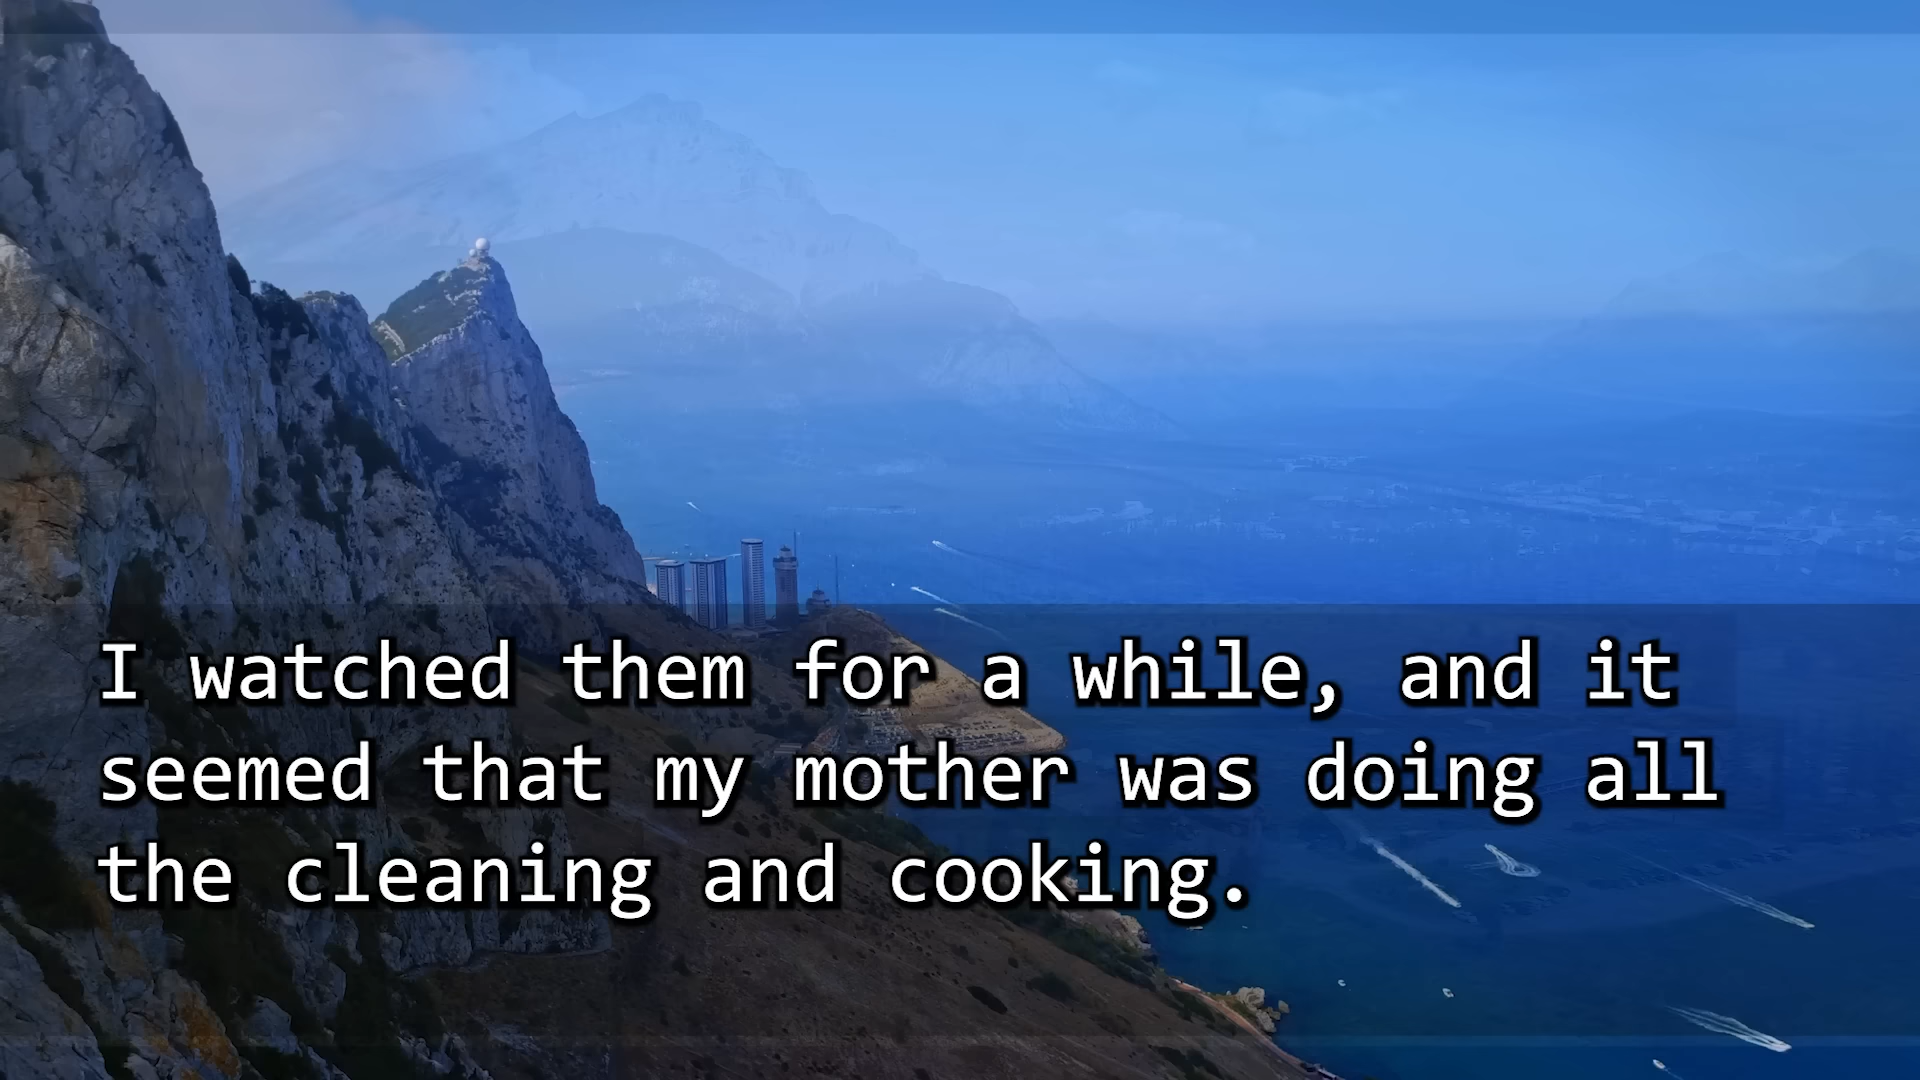 I watched them for a while, and it
seemed that my mother was doing all
the cleaning and cooking.